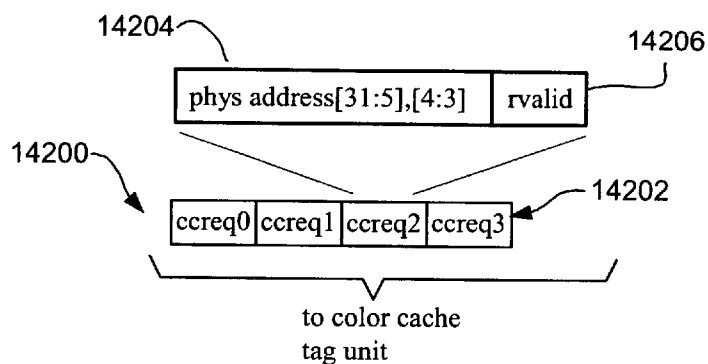 14204
14206
phys address[31:5],[4:3] rvalid
14200
14202
ccreq0 ccreq1 ccreq2 ccreq3
to color cache
tag unit